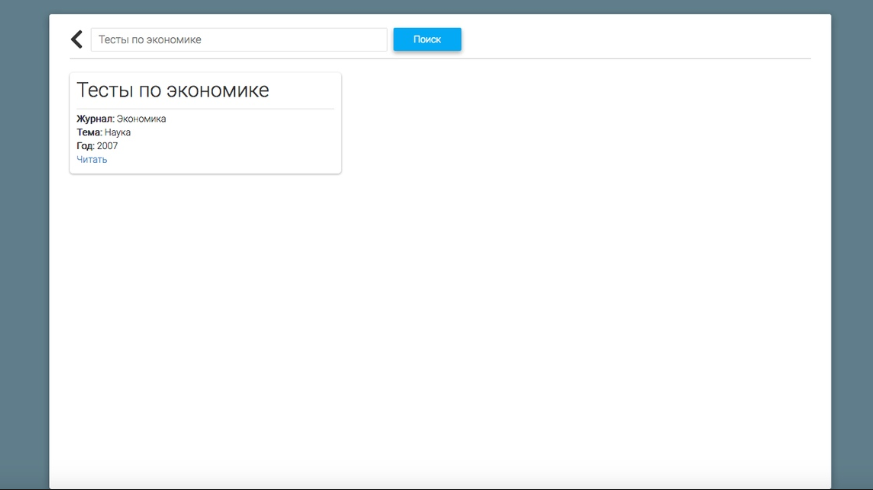 Тесты по экономике
Поиск
Тесты по экономике
Журнал: Экономика
Тема: Наука
Год: 2007
Читать